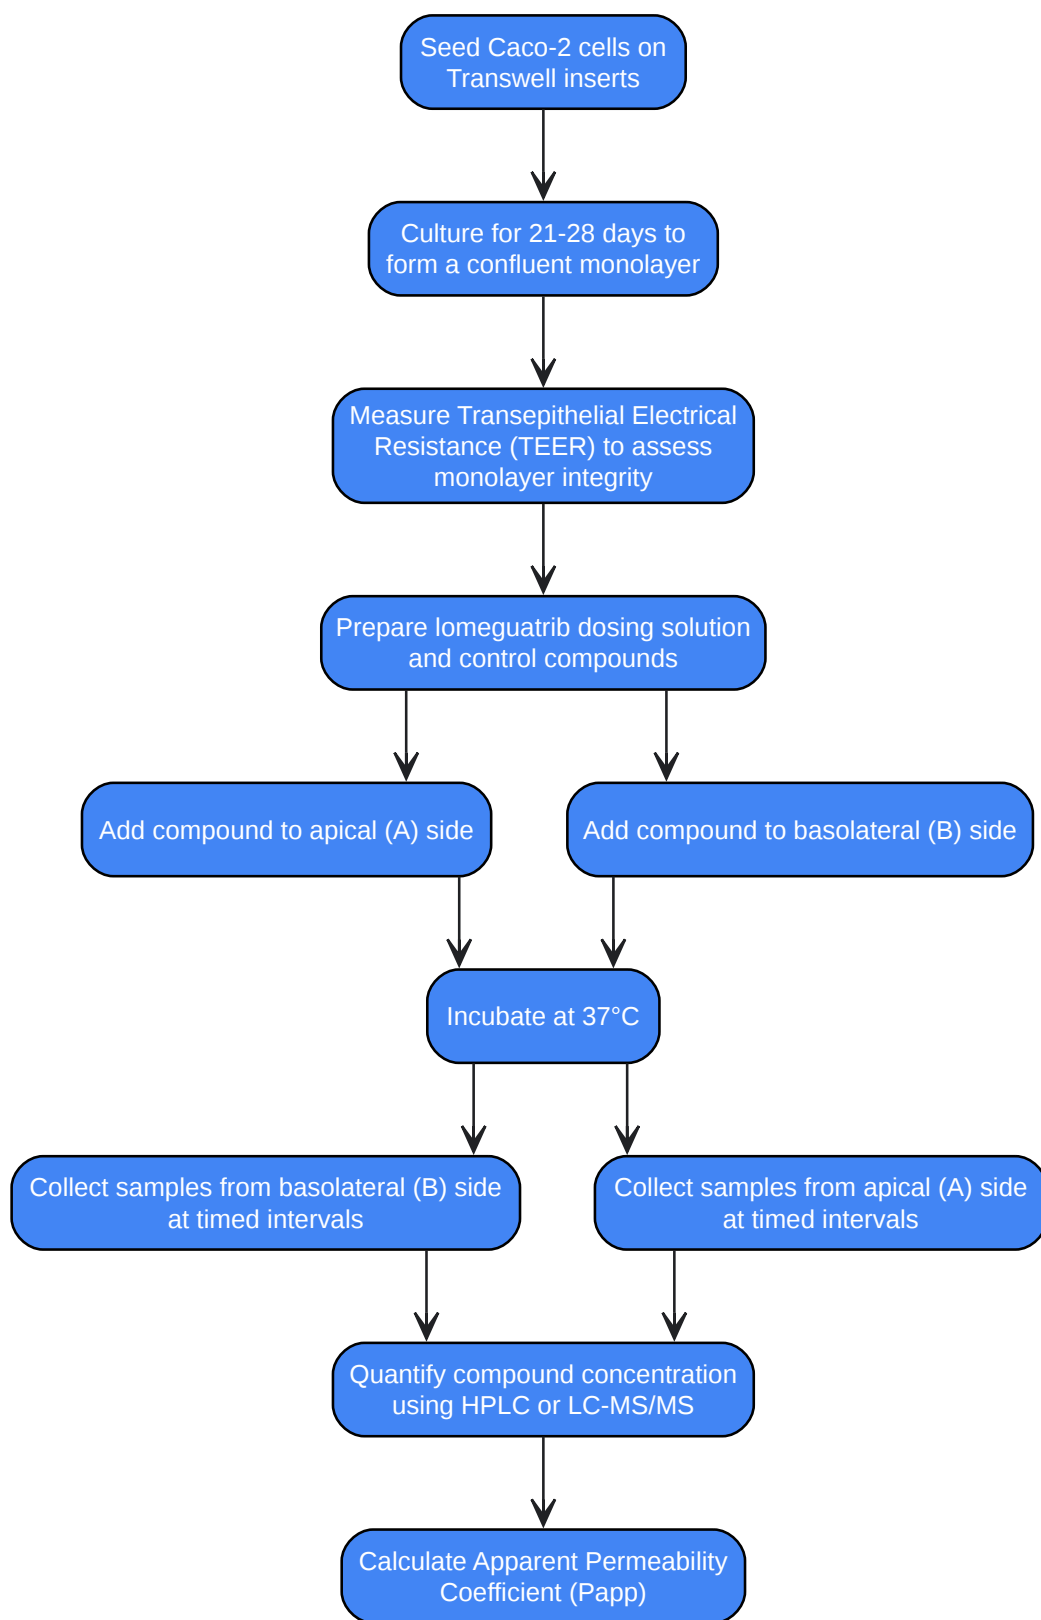 Seed Caco-2 cells on
Transwell inserts
Culture for 21-28 days to
form a confluent monolayer
Measure Transepithelial Electrical
Resistance (TEER) to assess
monolayer integrity
Prepare lomeguatrib dosing solution
and control compounds
Add compound to apical (A) side
Add compound to basolateral (B) side
Incubate at 37°C
Collect samples from basolateral (B) side
at timed intervals
Collect samples from apical (A) side
at timed intervals
Quantify compound concentration
using HPLC or LC-MS/MS
Calculate Apparent Permeability
Coefficient (Papp)